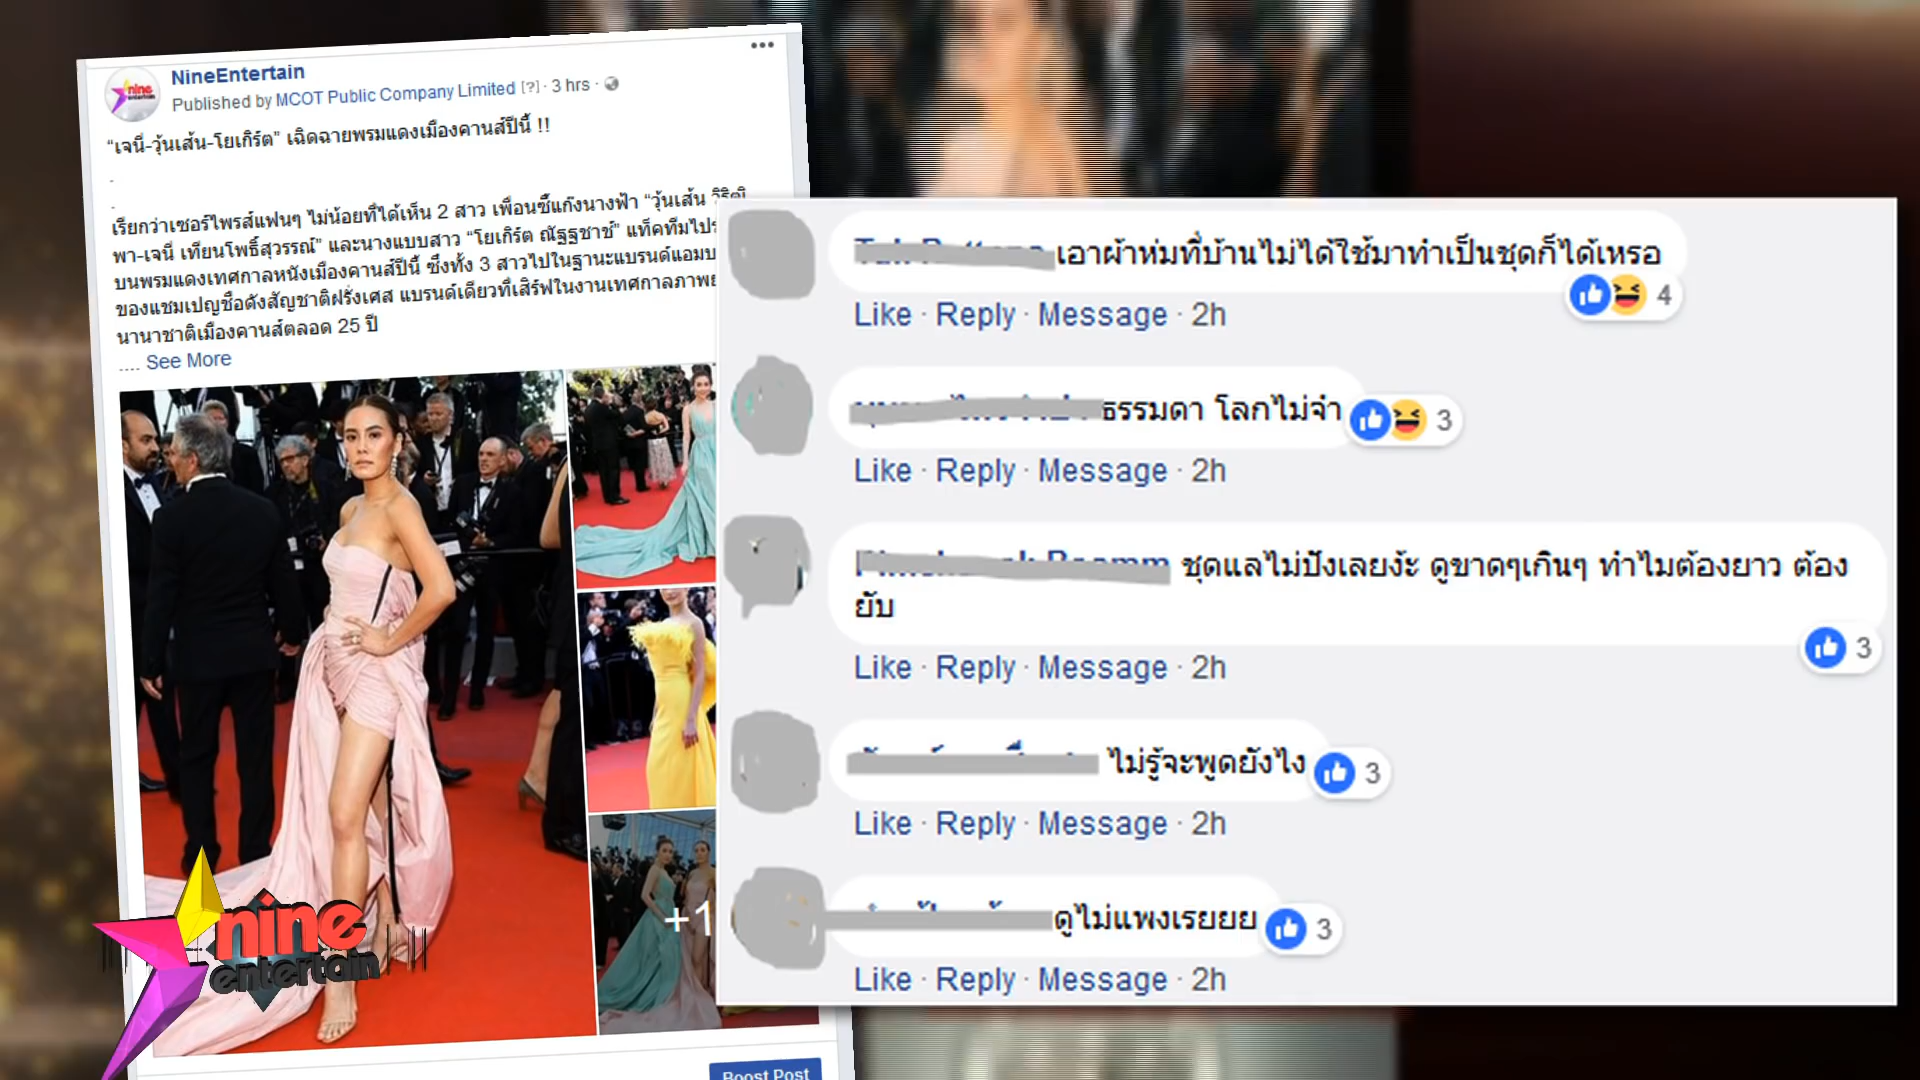 NineEntertain
Published by MCOT Public Company Limited [?] · 3 hrs ·
“เจนี่-วุ้นเส้น-โยเกิร์ต” เฉิดฉายพรมแดงเมืองคานส์ปีนี้ !!
.
.
เรียกว่าเซอร์ไพรส์แฟนๆ ไม่น้อยที่ได้เห็น 2 สาว เพื่อนซี้แก๊งนางฟ้า “วุ้นเส้น วิริฒิ
พา-เจนี่ เทียนโพธิ์สุวรรณ์” และนางแบบสาว “โยเกิร์ต ณัฐฐชาช์” แท็คทีมไป
บนพรมแดงเทศกาลหนังเมืองคานส์ปีนี้ ซึ่งทั้ง 3 สาวไปในฐานะแบรนด์แอมบ
ของแชมเปญชื่อดังสัญชาติฝรั่งเศส แบรนด์เดียวที่เสิร์ฟในงานเทศกาลภาพย
นานาชาติเมืองคานส์ตลอด 25 ปี
.... See More
+1
Boost Post
nine
entertain
เอาผ้าห่มที่บ้านไม่ได้ใช้มาทำเป็นชุดก็ได้เหรอ
4
Like · Reply · Message · 2h
ธรรมดา โลกไม่จำ
3
Like · Reply · Message · 2h
ชุดแลไม่ปังเลยง้ะ ดูขาดๆเกินๆ ทำไมต้องยาว ต้อง
ยับ
3
Like · Reply · Message · 2h
ไม่รู้จะพูดยังไง
3
Like · Reply · Message · 2h
ดูไม่แพงเรยยย
3
Like · Reply · Message · 2h